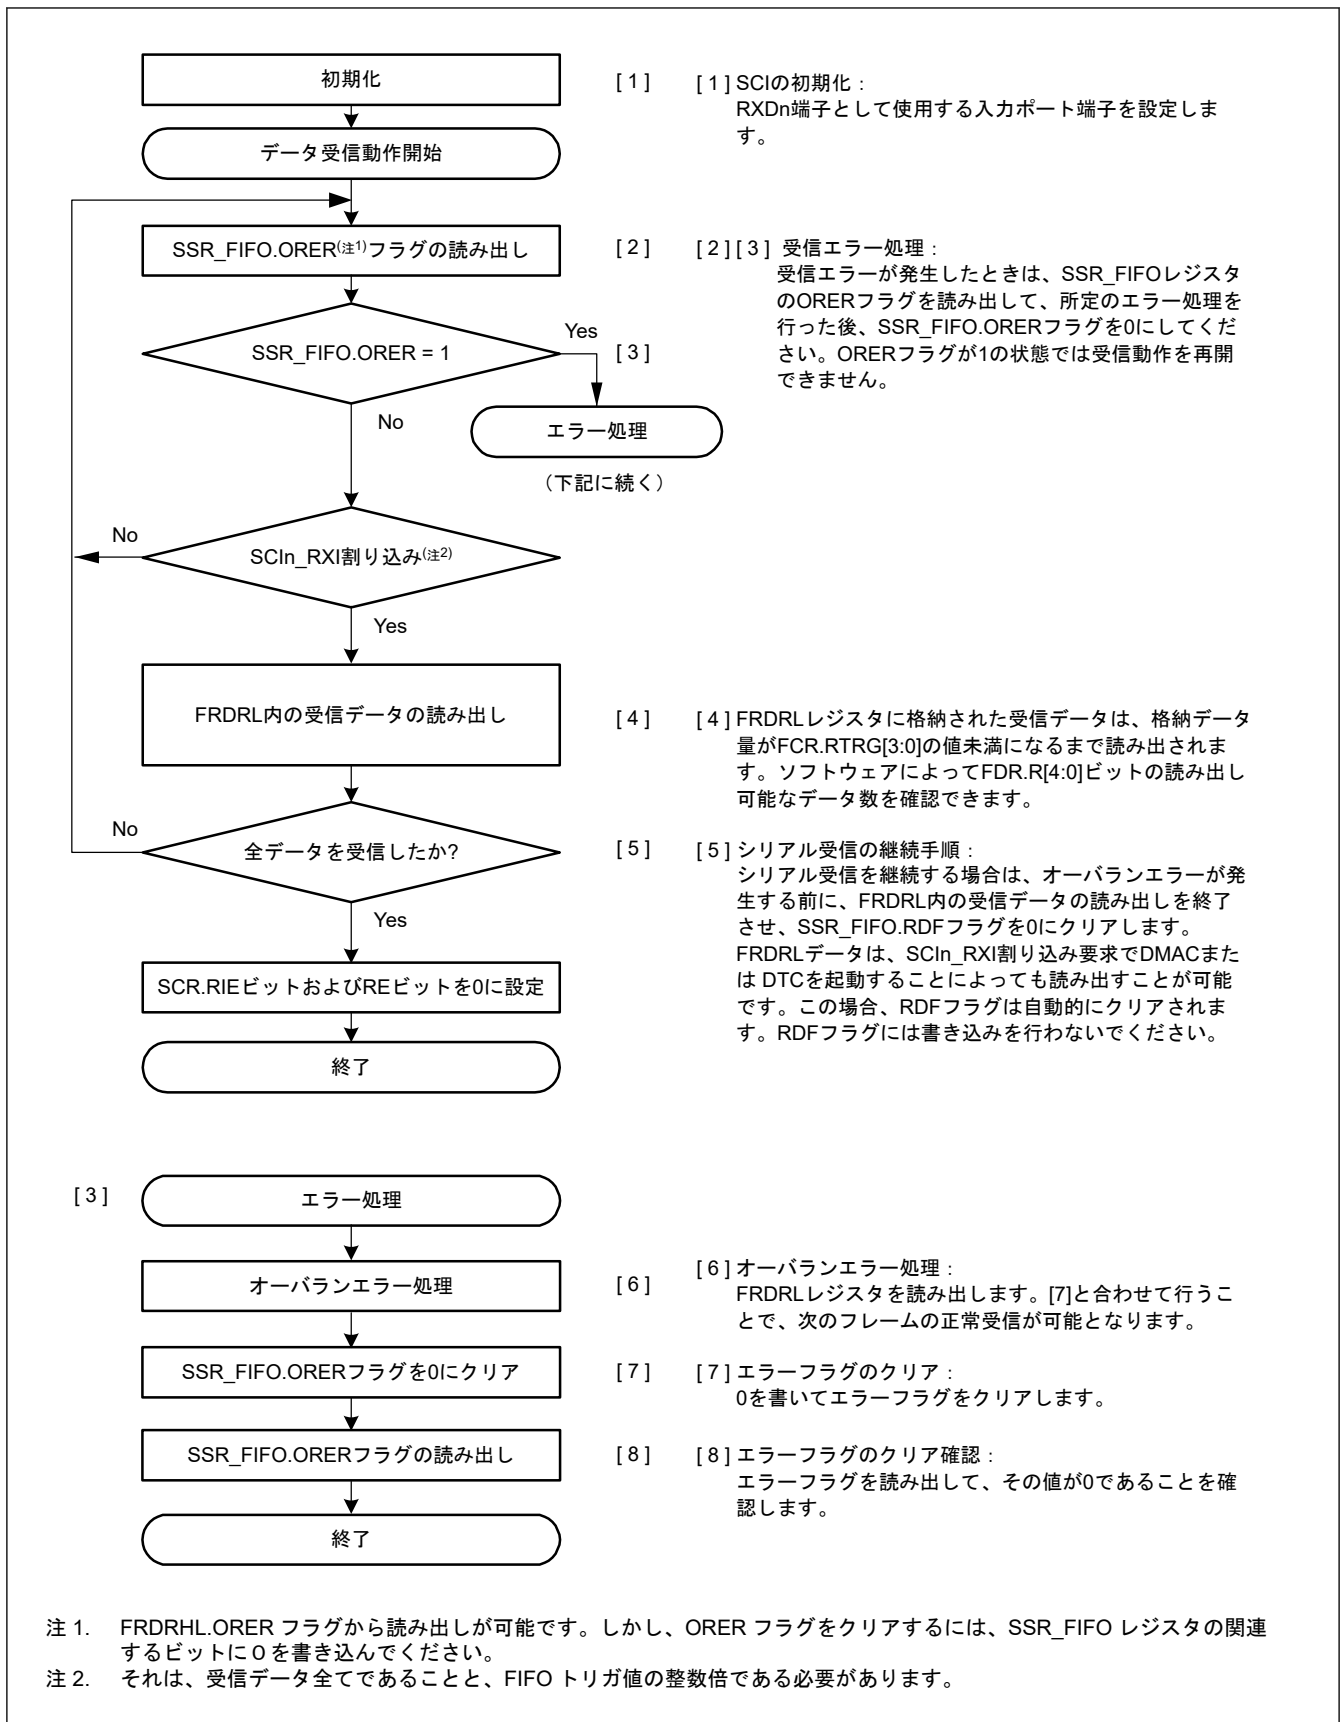 初期化
[ 1 ]
[ 1 ] SCIの初期化：
RXDn端子として使用する入力ポート端子を設定しま
す。
データ受信動作開始
SSR_FIFO.ORER(注1)フラグの読み出し
[ 2 ]
[ 2 ] [ 3 ] 受信エラー処理：
受信エラーが発生したときは、SSR_FIFOレジスタ
のORERフラグを読み出して、所定のエラー処理を
行った後、SSR_FIFO.ORERフラグを0にしてくだ
さい。ORERフラグが1の状態では受信動作を再開
できません。
SSR_FIFO.ORER = 1
Yes
[ 3 ]
No
エラー処理
（下記に続く）
No
SCIn_RXI割り込み(注2)
Yes
FRDRL内の受信データの読み出し
[ 4 ]
[ 4 ] FRDRLレジスタに格納された受信データは、格納データ
量がFCR.RTRG[3:0]の値未満になるまで読み出されま
す。ソフトウェアによってFDR.R[4:0]ビットの読み出し
可能なデータ数を確認できます。
No
全データを受信したか?
[ 5 ]
[ 5 ] シリアル受信の継続手順：
シリアル受信を継続する場合は、オーバランエラーが発
生する前に、FRDRL内の受信データの読み出しを終了
させ、SSR_FIFO.RDFフラグを0にクリアします。
FRDRLデータは、SCIn_RXI割り込み要求でDMACまた
は DTCを起動することによっても読み出すことが可能
です。この場合、RDFフラグは自動的にクリアされま
す。RDFフラグには書き込みを行わないでください。
Yes
SCR.RIEビットおよびREビットを0に設定
終了
[ 3 ]
エラー処理
オーバランエラー処理
[ 6 ]
[ 6 ] オーバランエラー処理：
FRDRLレジスタを読み出します。[7]と合わせて行うこ
とで、次のフレームの正常受信が可能となります。
SSR_FIFO.ORERフラグを0にクリア
[ 7 ]
[ 7 ] エラーフラグのクリア：
0を書いてエラーフラグをクリアします。
SSR_FIFO.ORERフラグの読み出し
[ 8 ]
[ 8 ] エラーフラグのクリア確認：
エラーフラグを読み出して、その値が0であることを確
認します。
終了
注 1. FRDRHL.ORER フラグから読み出しが可能です。しかし、ORER フラグをクリアするには、SSR_FIFO レジスタの関連
するビットに０を書き込んでください。
注 2. それは、受信データ全てであることと、FIFO トリガ値の整数倍である必要があります。